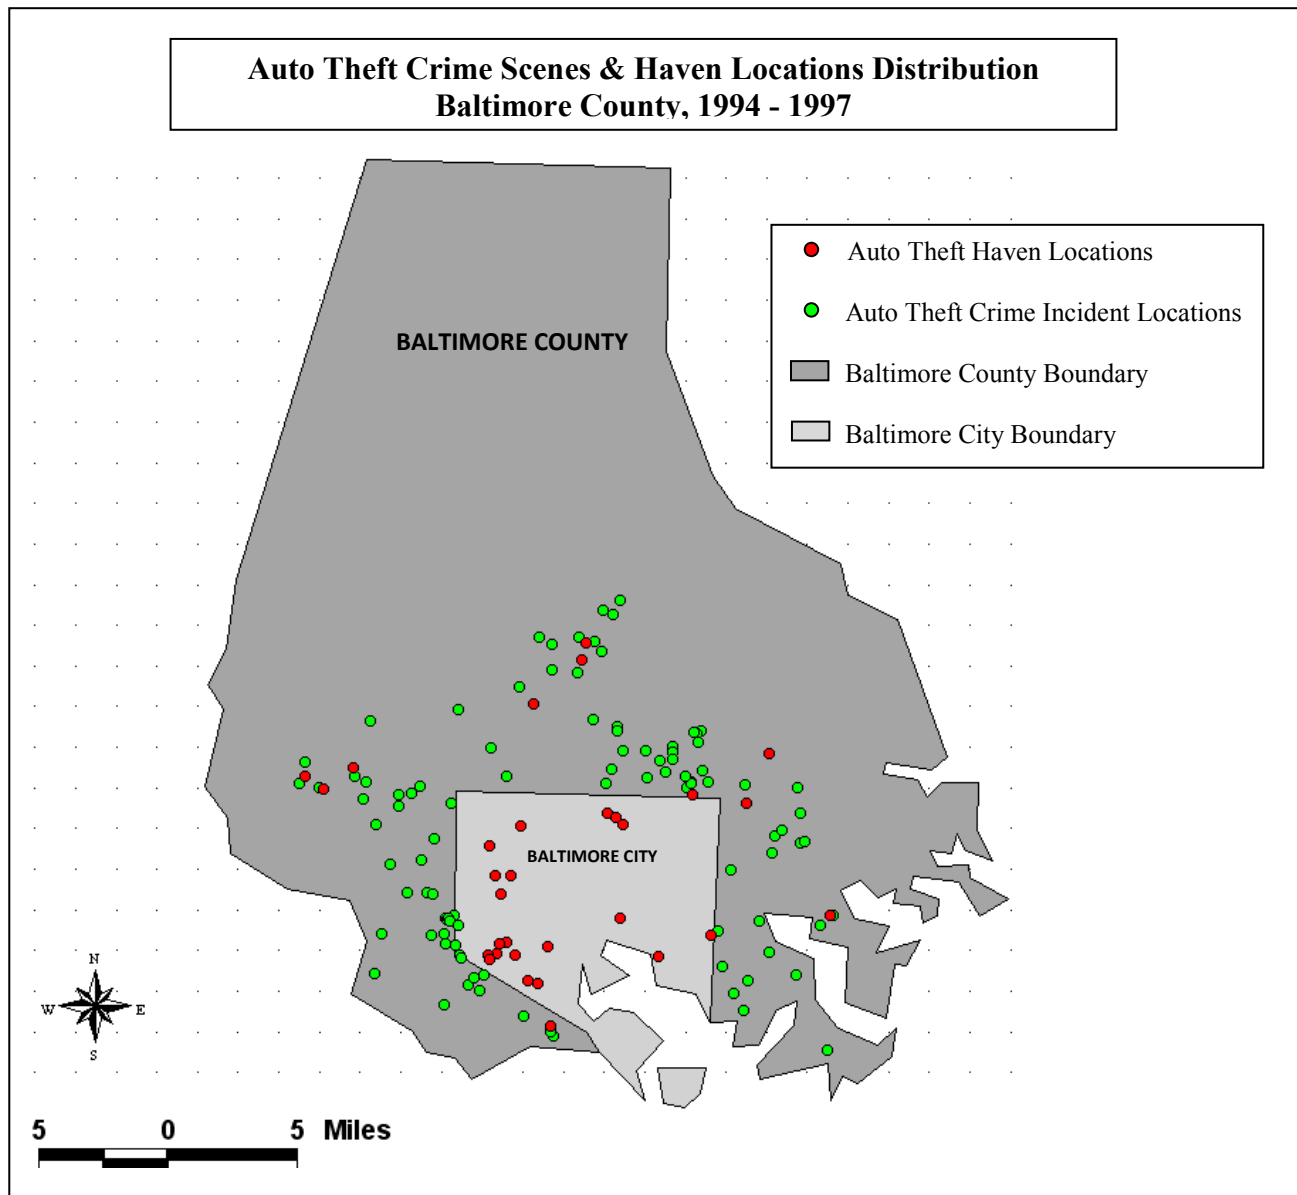 Auto Theft Crime Scenes & Haven Locations Distribution
Baltimore County, 1994 - 1997
Auto Theft Haven Locations
Auto Theft Crime Incident Locations
BALTIMORE COUNTY
Baltimore County Boundary
Baltimore City Boundary
BALTIMORE CITY
N
W
E
S
5 0 5 Miles